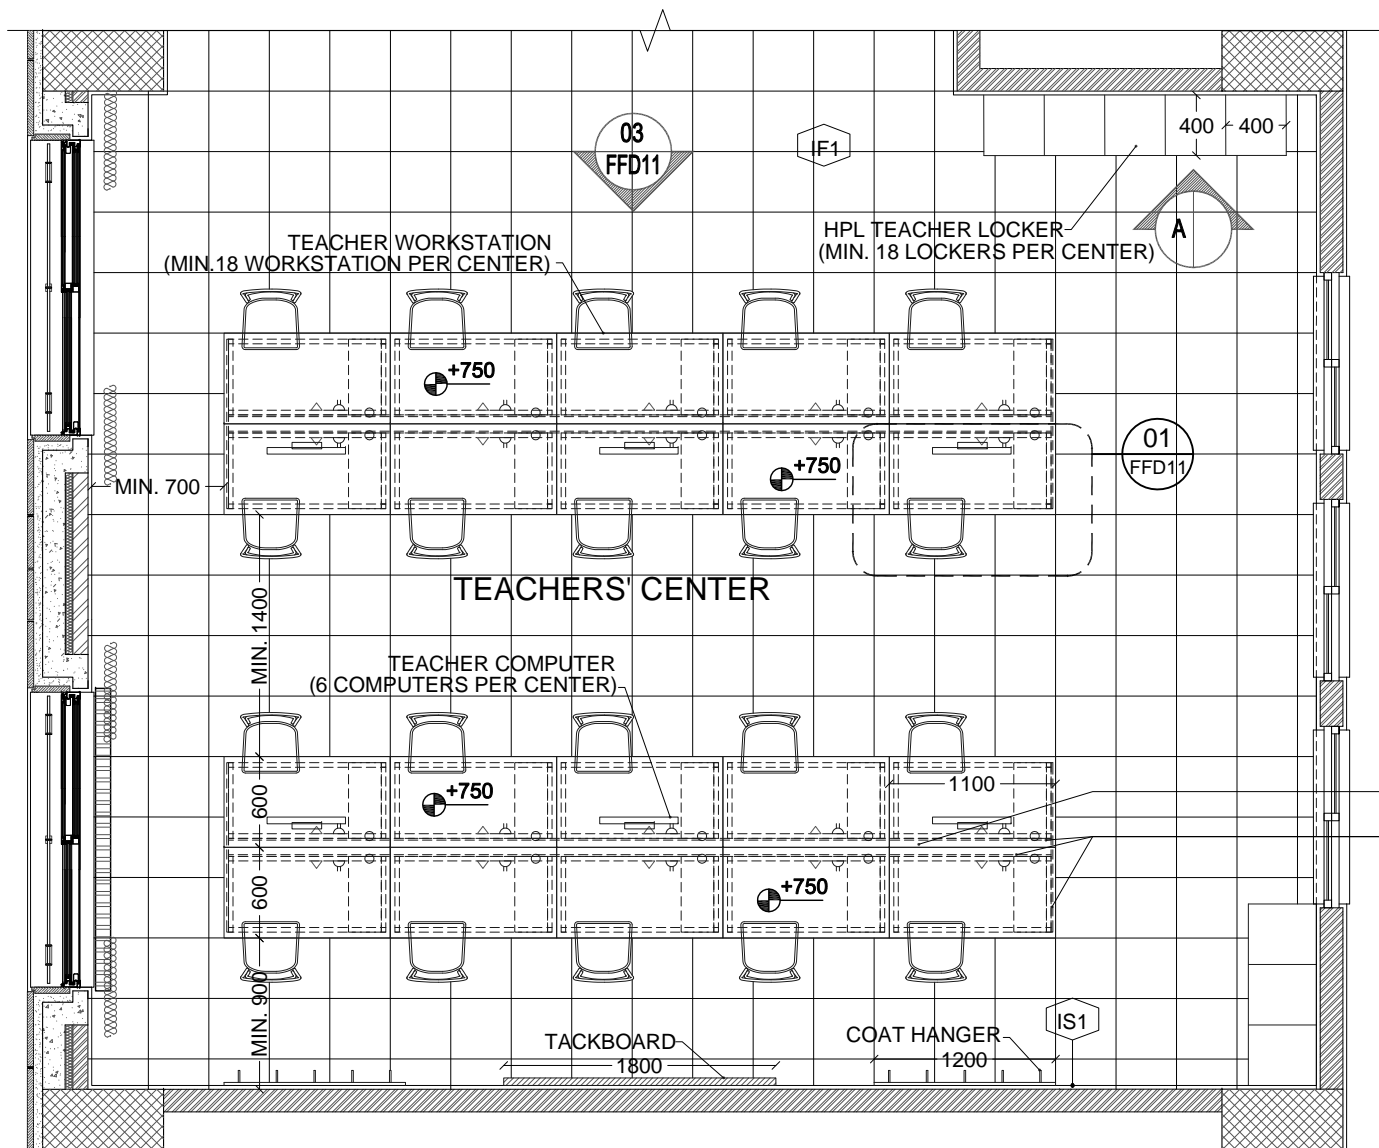 03
FFD11
IF1
400
400
TEACHER WORKSTATION
(MIN.18 WORKSTATION PER CENTER)
HPL TEACHER LOCKER
(MIN. 18 LOCKERS PER CENTER)
A
+750
01
FFD11
+750
MIN. 700
TEACHERS' CENTER
MIN. 1400
TEACHER COMPUTER
(6 COMPUTERS PER CENTER)
+750
1100
600
600
+750
MIN. 900
TACKBOARD
1800
COAT HANGER
1200
IS1